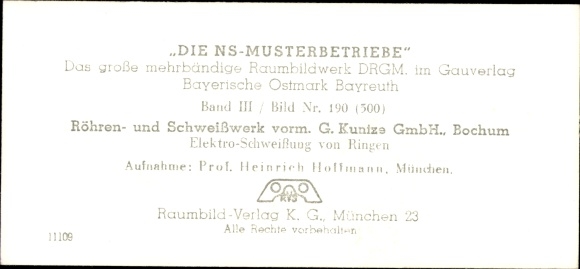 „DIE NS-MUSTERBETRIEBE“
Das große mehrbändige Raumbildwerk DRGM. im Gauverlag
Bayerische Ostmark Bayreuth
Band III / Bild Nr. 190 (500)
Röhren- und Schweißwerk vorm. G. Kuntze GmbH., Bochum
Elektro-Schweißung von Ringen
Aufnahme: Prof. Heinrich Hoffmann, München.
Raumbild-Verlag K. G., München 23
Alle Rechte vorbehalten
11109